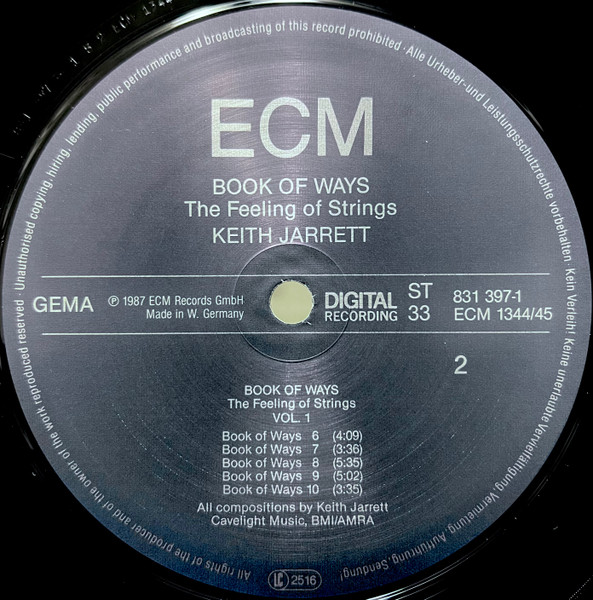 All rights of the producer and of the owner of the work reproduced reserved · Unauthorised copying, hiring, lending, public performance and broadcasting of this record prohibited · Alle Urheber- und Leistungsschutzrechte vorbehalten · Kein Verleih! Keine unerlaubte Vervielfältigung, Vermietung, Aufführung, Sendung!
ECM
BOOK OF WAYS
The Feeling of Strings
KEITH JARRETT
GEMA
℗ 1987 ECM Records GmbH
Made in W. Germany
DIGITAL
RECORDING
ST
33
831 397-1
ECM 1344/45
2
BOOK OF WAYS
The Feeling of Strings
VOL. 1
Book of Ways 6 (4:09)
Book of Ways 7 (3:36)
Book of Ways 8 (5:35)
Book of Ways 9 (5:02)
Book of Ways 10 (3:35)
All compositions by Keith Jarrett
Cavelight Music, BMI/AMRA
LC 2516